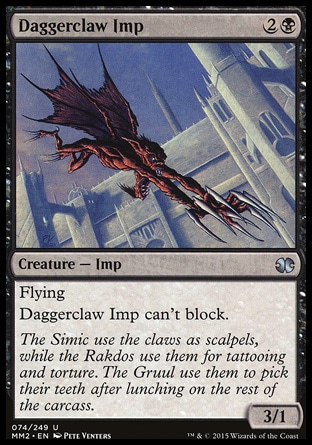 Daggerclaw Imp 2
Creature — Imp
Flying
Daggerclaw Imp can't block.
The Simic use the claws as scalpels,
while the Rakdos use them for tattooing
and torture. The Gruul use them to pick
their teeth after lunching on the rest of
the carcass.
3/1
074/249 U
MM2 • EN Pete Venters
™ & © 2015 Wizards of the Coast